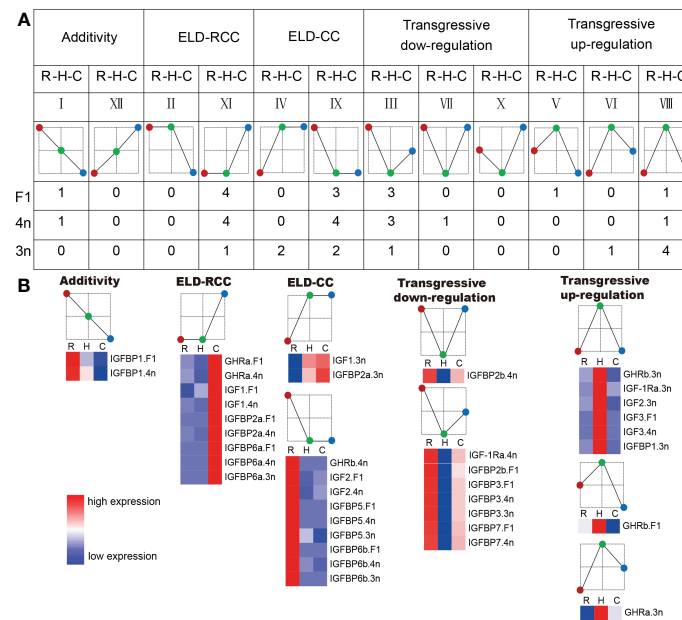 A
Additivity ELD-RCC ELD-CC Transgressive dow-regulation Transgressive up-regulation
R-H-C R-H-C R-H-C R-H-C R-H-C R-H-C R-H-C R-H-C R-H-C R-H-C R-H-C R-H-C
I XII II XI IV IX III VII X V VI VIII
F1 1 0 0 4 0 3 3 0 0 1 0 1
4n 1 0 0 4 0 4 3 1 0 0 0 1
3n 0 0 0 1 2 2 1 0 0 0 1 4
B
Additivity
R H C
IGFBP1.F1
IGFBP1.4n
high expression
low expression
ELD-RCC
R H C
GHRa.F1
GHRa.4n
IGF1.F1
IGF1.4n
IGFBP2a.F1
IGFBP2a.4n
IGFBP6a.F1
IGFBP6a.4n
IGFBP6a.3n
ELD-CC
R H C
IGF1.3n
IGFBP2a.3n
R H C
GHRb.4n
IGF2.F1
IGF2.4n
IGFBP5.F1
IGFBP5.4n
IGFBP5.3n
IGFBP6b.F1
IGFBP6b.4n
IGFBP6b.3n
Transgressive
down-regulation
R H C
IGFBP2b.4n
R H C
IGF-1Ra.4n
IGFBP2b.F1
IGFBP3.F1
IGFBP3.4n
IGFBP3.3n
IGFBP7.F1
IGFBP7.4n
Transgressive
up-regulation
R H C
GHRb.3n
IGF-1Ra.3n
IGF2.3n
IGF3.F1
IGF3.4n
IGFBP1.3n
R H C
GHRb.F1
R H C
GHRa.3n